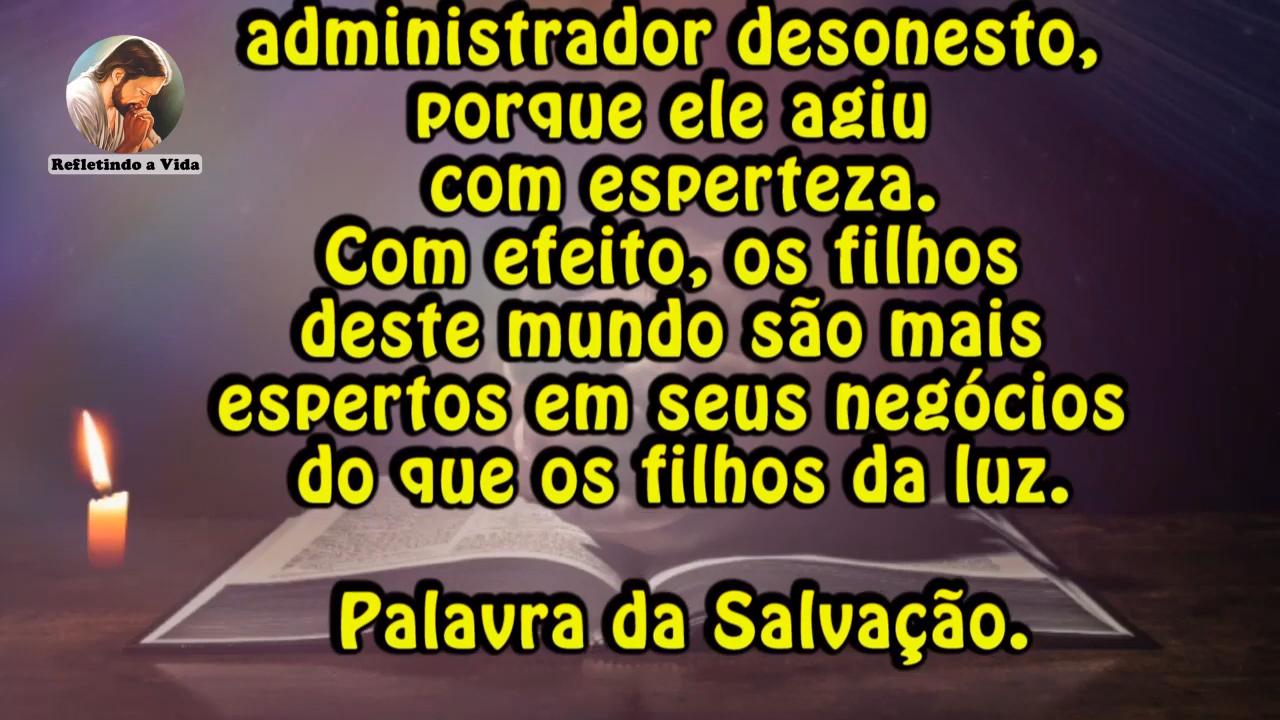 administrador desonesto,
porque ele agiu
com esperteza.
Refletindo a Vida
Com efeito, os filhos
deste mundo são mais
espertos em seus negócios
do que os filhos da luz.
Palavra da Salvação.